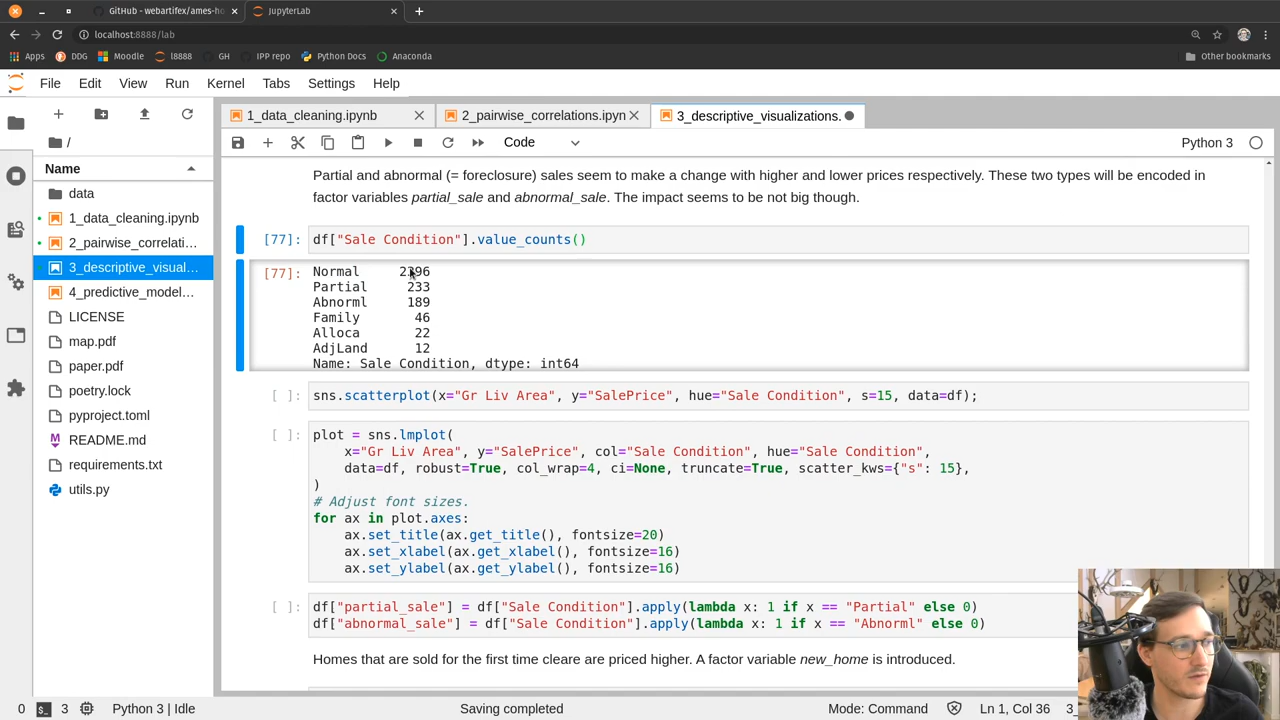 GitHub - webartifex/ames-ho
JupyterLab
localhost:8888/lab
Apps
DDG
Moodle
l8888
GH
IPP repo
Python Docs
Anaconda
Other bookmarks
File
Edit
View
Run
Kernel
Tabs
Settings
Help
1_data_cleaning.ipynb
2_pairwise_correlations.ipyn
3_descriptive_visualizations.
Code
Python 3
/
Name
data
1_data_cleaning.ipynb
2_pairwise_correlati…
3_descriptive_visual…
4_predictive_model…
LICENSE
map.pdf
paper.pdf
poetry.lock
pyproject.toml
README.md
requirements.txt
utils.py
Partial and abnormal (= foreclosure) sales seem to make a change with higher and lower prices respectively. These two types will be encoded in
factor variables partial_sale and abnormal_sale. The impact seems to be not big though.
[77]: df["Sale Condition"].value_counts()
[77]: Normal 2396
Partial 233
Abnorml 189
Family 46
Alloca 22
AdjLand 12
Name: Sale Condition, dtype: int64
[ ]: sns.scatterplot(x="Gr Liv Area", y="SalePrice", hue="Sale Condition", s=15, data=df);
[ ]: plot = sns.lmplot(
x="Gr Liv Area", y="SalePrice", col="Sale Condition", hue="Sale Condition",
data=df, robust=True, col_wrap=4, ci=None, truncate=True, scatter_kws={"s": 15},
)
# Adjust font sizes.
for ax in plot.axes:
ax.set_title(ax.get_title(), fontsize=20)
ax.set_xlabel(ax.get_xlabel(), fontsize=16)
ax.set_ylabel(ax.get_ylabel(), fontsize=16)
[ ]: df["partial_sale"] = df["Sale Condition"].apply(lambda x: 1 if x == "Partial" else 0)
df["abnormal_sale"] = df["Sale Condition"].apply(lambda x: 1 if x == "Abnorml" else 0)
Homes that are sold for the first time cleare are priced higher. A factor variable new_home is introduced.
0
3
Python 3 | Idle
Saving completed
Mode: Command
Ln 1, Col 36
3_